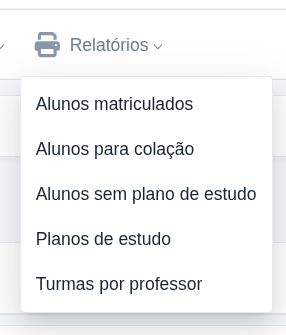 Relatórios
Alunos matriculados
Alunos para colação
Alunos sem plano de estudo
Planos de estudo
Turmas por professor